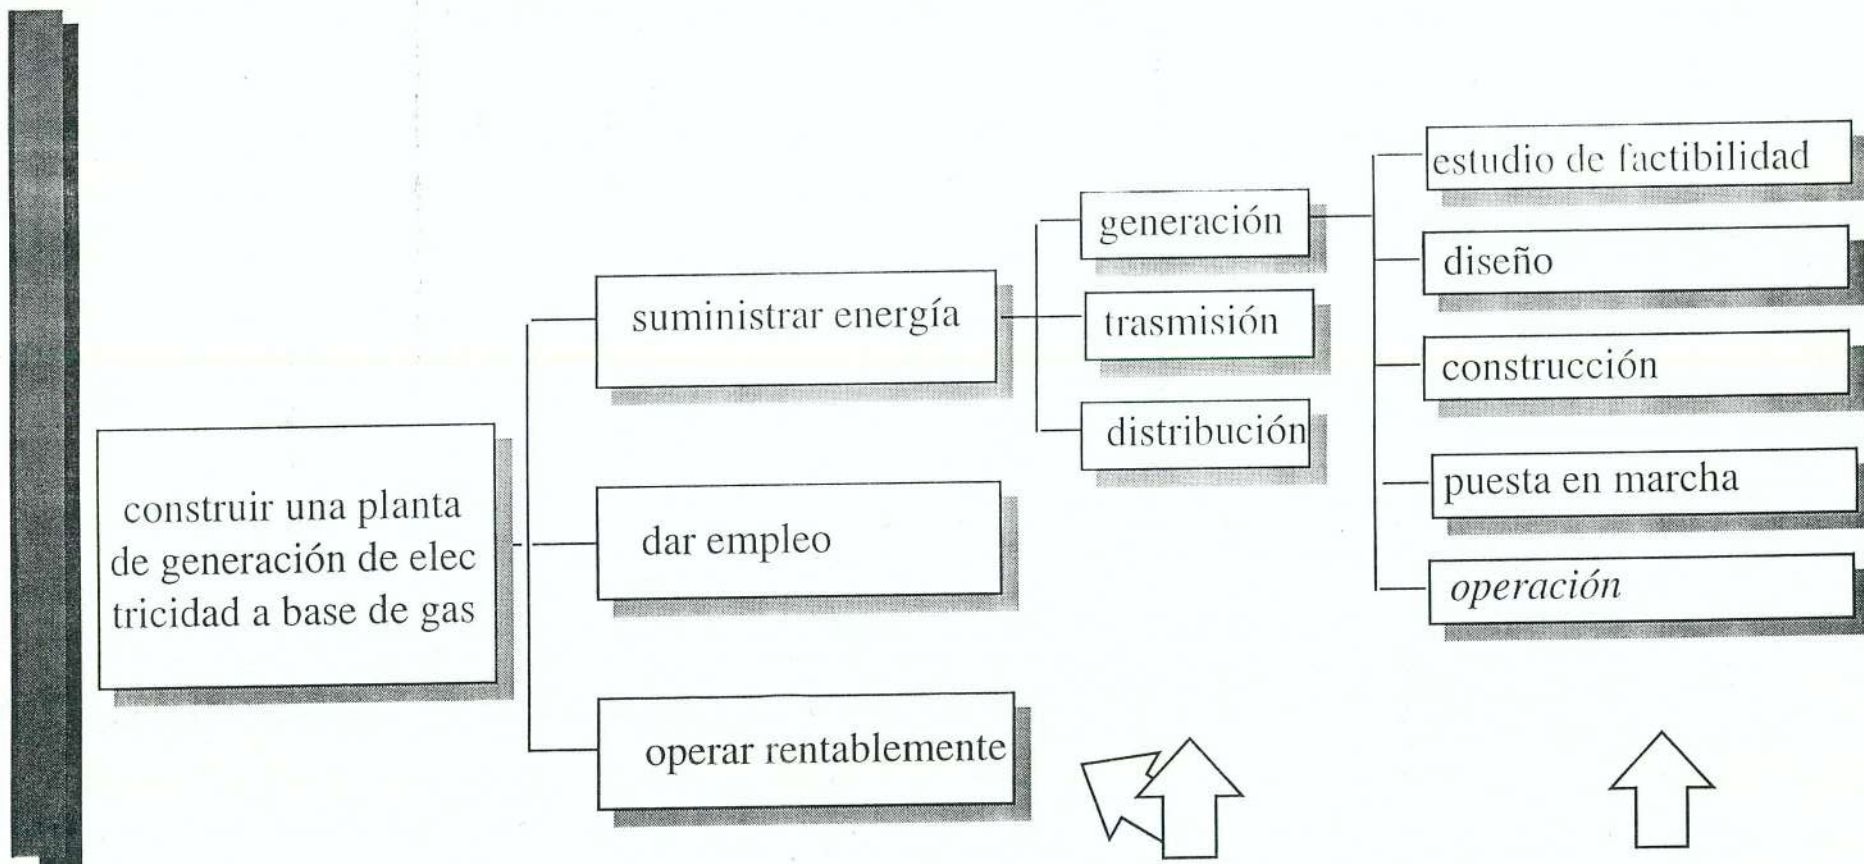 construir una planta
de generación de elec
tricidad a base de gas
suministrar energía
dar empleo
operar rentablemente
generación
trasmisión
distribución
estudio de factibilidad
diseño
construcción
puesta en marcha
operación